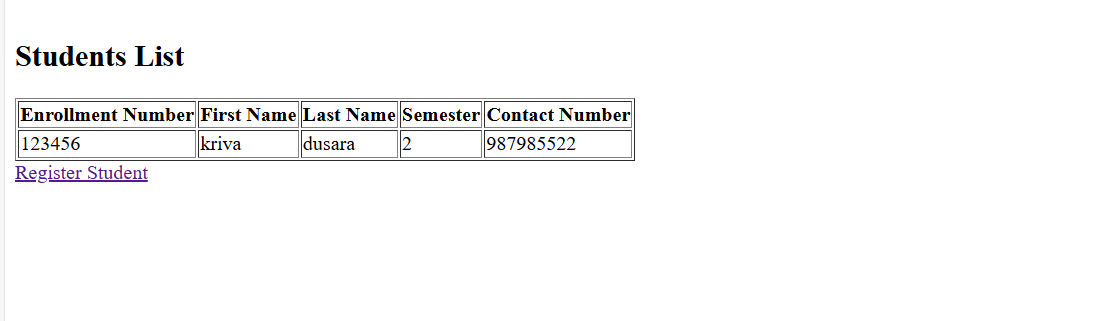 Students List
Enrollment Number First Name Last Name Semester Contact Number
123456 kriva dusara 2 987985522
Register Student